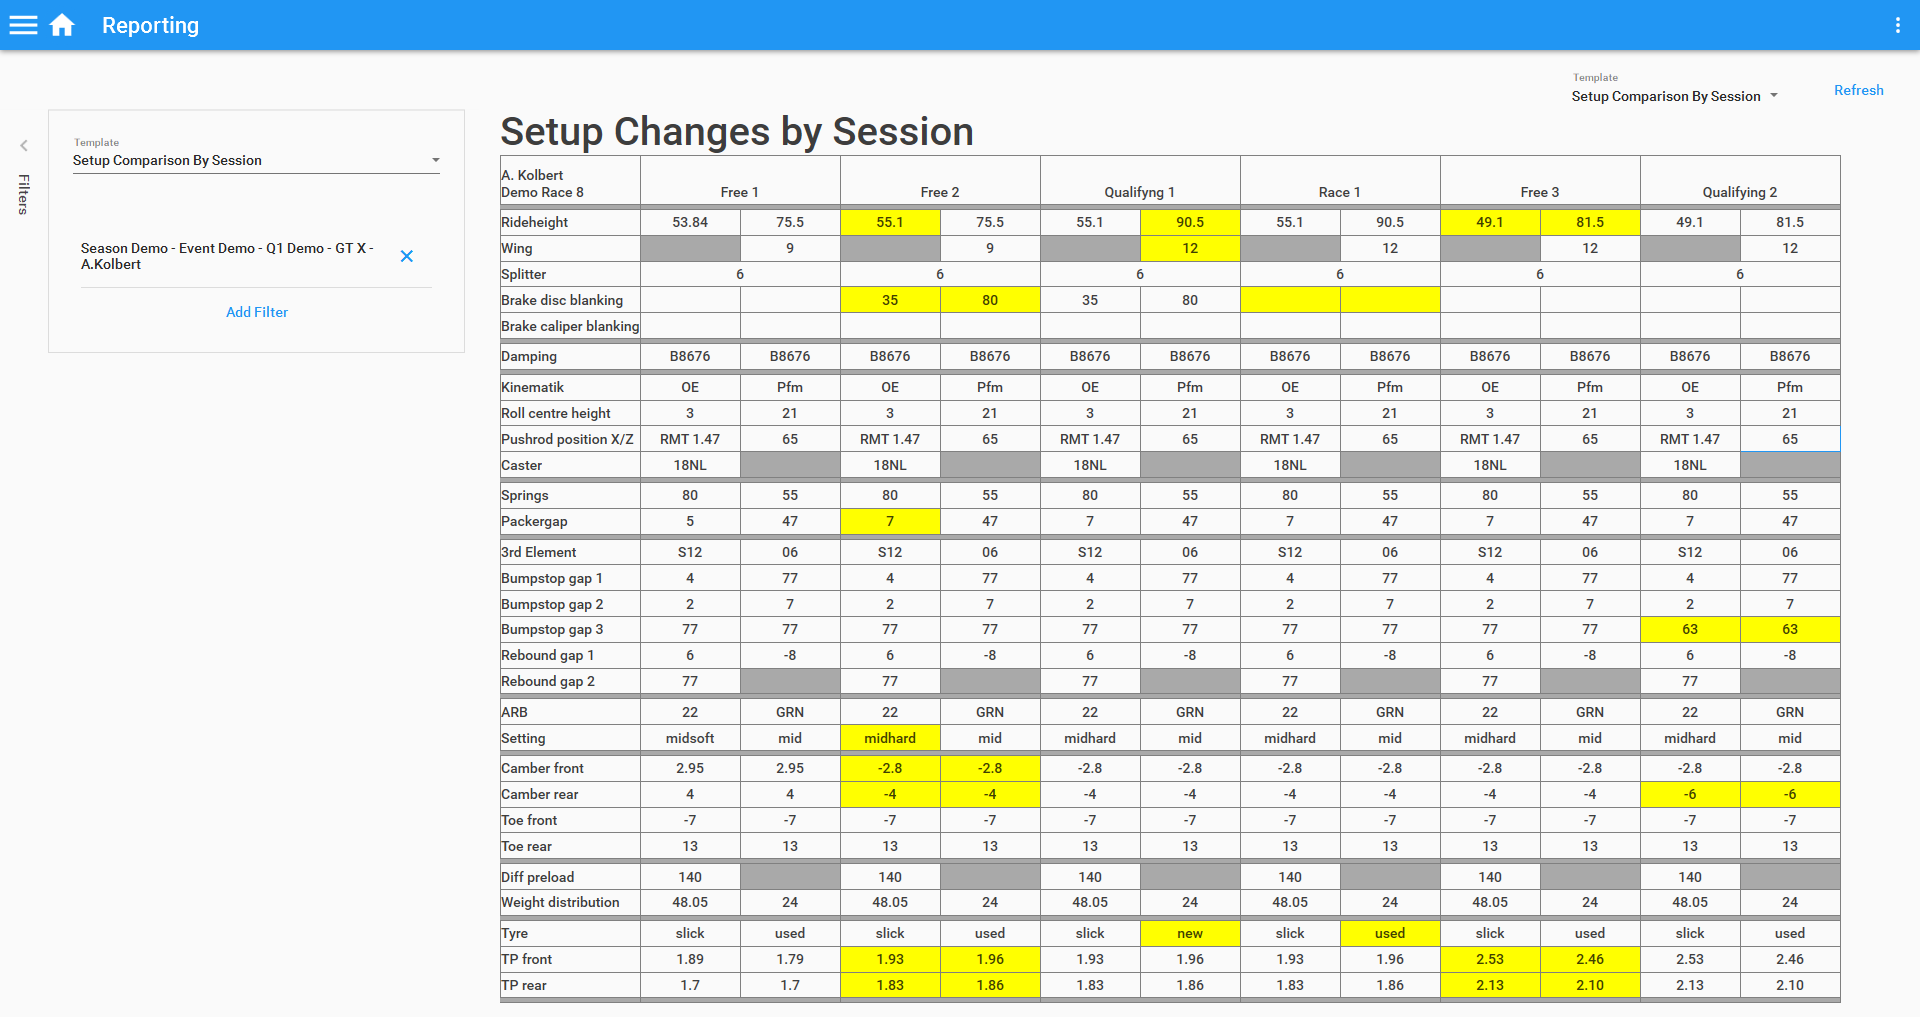 Reporting
Template
Setup Comparison By Session
Refresh
Filters
Template
Setup Comparison By Session
Season Demo - Event Demo - Q1 Demo - GT X -
A.Kolbert
Add Filter
Setup Changes by Session
A. Kolbert
Demo Race 8 Free 1 Free 2 Qualifyng 1 Race 1 Free 3 Qualifying 2
Rideheight 53.84 75.5 55.1 75.5 55.1 90.5 55.1 90.5 49.1 81.5 49.1 81.5
Wing 9 9 12 12 12 12
Splitter 6 6 6 6 6 6
Brake disc blanking 35 80 35 80
Brake caliper blanking
Damping B8676 B8676 B8676 B8676 B8676 B8676 B8676 B8676 B8676 B8676 B8676 B8676
Kinematik OE Pfm OE Pfm OE Pfm OE Pfm OE Pfm OE Pfm
Roll centre height 3 21 3 21 3 21 3 21 3 21 3 21
Pushrod position X/Z RMT 1.47 65 RMT 1.47 65 RMT 1.47 65 RMT 1.47 65 RMT 1.47 65 RMT 1.47 65
Caster 18NL 18NL 18NL 18NL 18NL 18NL
Springs 80 55 80 55 80 55 80 55 80 55 80 55
Packergap 5 47 7 47 7 47 7 47 7 47 7 47
3rd Element S12 06 S12 06 S12 06 S12 06 S12 06 S12 06
Bumpstop gap 1 4 77 4 77 4 77 4 77 4 77 4 77
Bumpstop gap 2 2 7 2 7 2 7 2 7 2 7 2 7
Bumpstop gap 3 77 77 77 77 77 77 77 77 77 77 63 63
Rebound gap 1 6 -8 6 -8 6 -8 6 -8 6 -8 6 -8
Rebound gap 2 77 77 77 77 77 77
ARB 22 GRN 22 GRN 22 GRN 22 GRN 22 GRN 22 GRN
Setting midsoft mid midhard mid midhard mid midhard mid midhard mid midhard mid
Camber front 2.95 2.95 -2.8 -2.8 -2.8 -2.8 -2.8 -2.8 -2.8 -2.8 -2.8 -2.8
Camber rear 4 4 -4 -4 -4 -4 -4 -4 -4 -4 -6 -6
Toe front -7 -7 -7 -7 -7 -7 -7 -7 -7 -7 -7 -7
Toe rear 13 13 13 13 13 13 13 13 13 13 13 13
Diff preload 140 140 140 140 140 140
Weight distribution 48.05 24 48.05 24 48.05 24 48.05 24 48.05 24 48.05 24
Tyre slick used slick used slick new slick used slick used slick used
TP front 1.89 1.79 1.93 1.96 1.93 1.96 1.93 1.96 2.53 2.46 2.53 2.46
TP rear 1.7 1.7 1.83 1.86 1.83 1.86 1.83 1.86 2.13 2.10 2.13 2.10